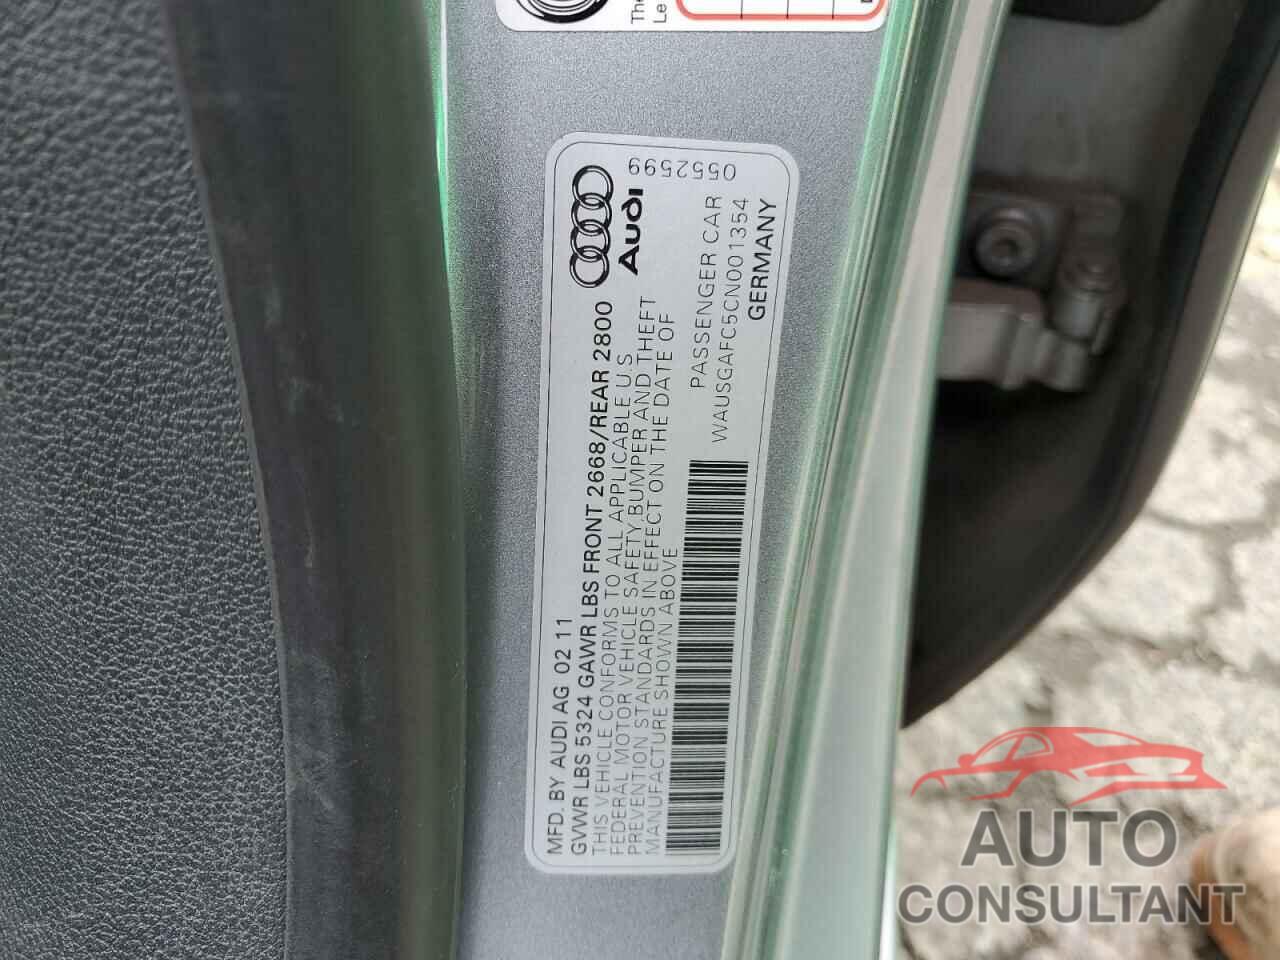 MFD. BY AUDI AG 02 11
GVWR LBS 5324 GAWR LBS FRONT 2668/REAR 2800
THIS VEHICLE CONFORMS TO ALL APPLICABLE U.S
FEDERAL MOTOR VEHICLE SAFETY, BUMPER AND THEFT
PREVENTION STANDARDS IN EFFECT ON THE DATE OF
MANUFACTURE SHOWN ABOVE
Audi
0552599
PASSENGER CAR
WAUSGAFC5CN001354
GERMANY
The
Le
AUTO
CONSULTANT